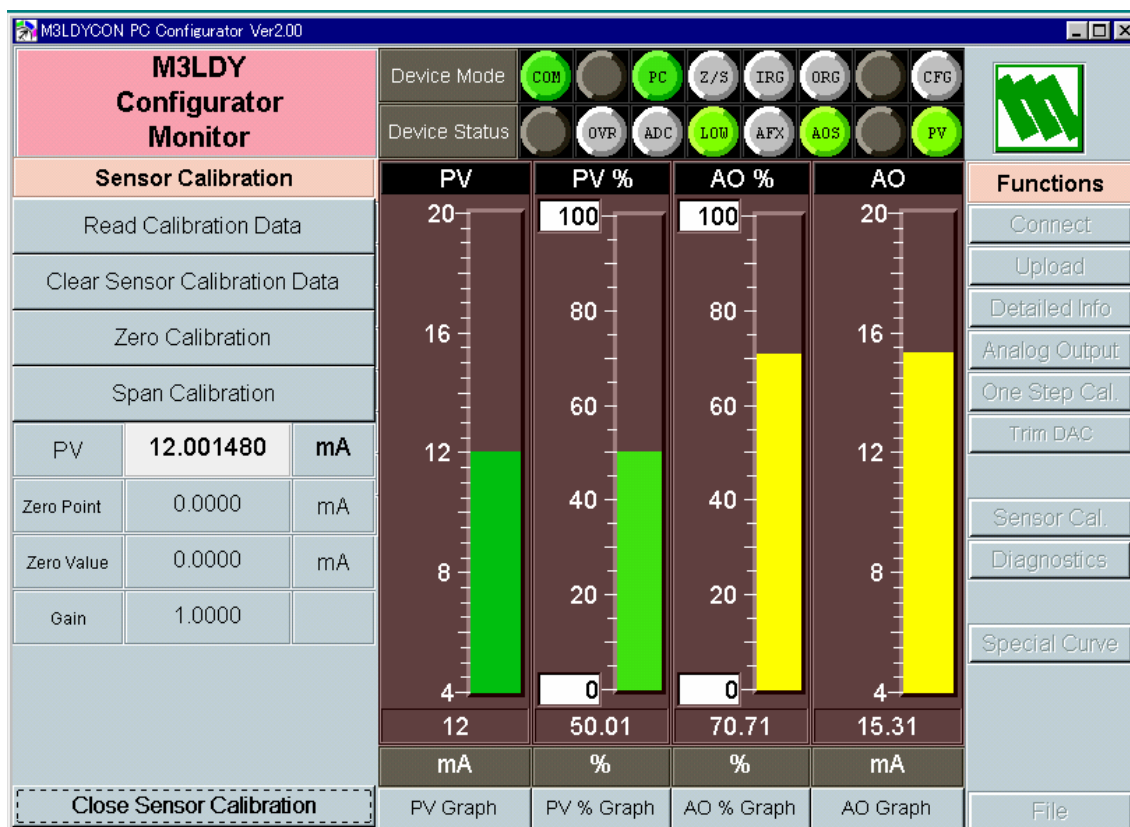 M3LDYCON PC Configurator Ver2.00
M3LDY
Configurator
Monitor
Device Mode COM PC Z/S IRG ORG CFG
Device Status OVR ADC LOW AFX AOS PV
Sensor Calibration
Read Calibration Data
Clear Sensor Calibration Data
Zero Calibration
Span Calibration
PV 12.001480 mA
Zero Point 0.0000 mA
Zero Value 0.0000 mA
Gain 1.0000
Close Sensor Calibration
PV
20
16
12
8
4
12
mA
PV Graph
PV %
100
80
60
40
20
0
50.01
%
PV % Graph
AO %
100
80
60
40
20
0
70.71
%
AO % Graph
AO
20
16
12
8
4
15.31
mA
AO Graph
Functions
Connect
Upload
Detailed Info
Analog Output
One Step Cal.
Trim DAC
Sensor Cal.
Diagnostics
Special Curve
File